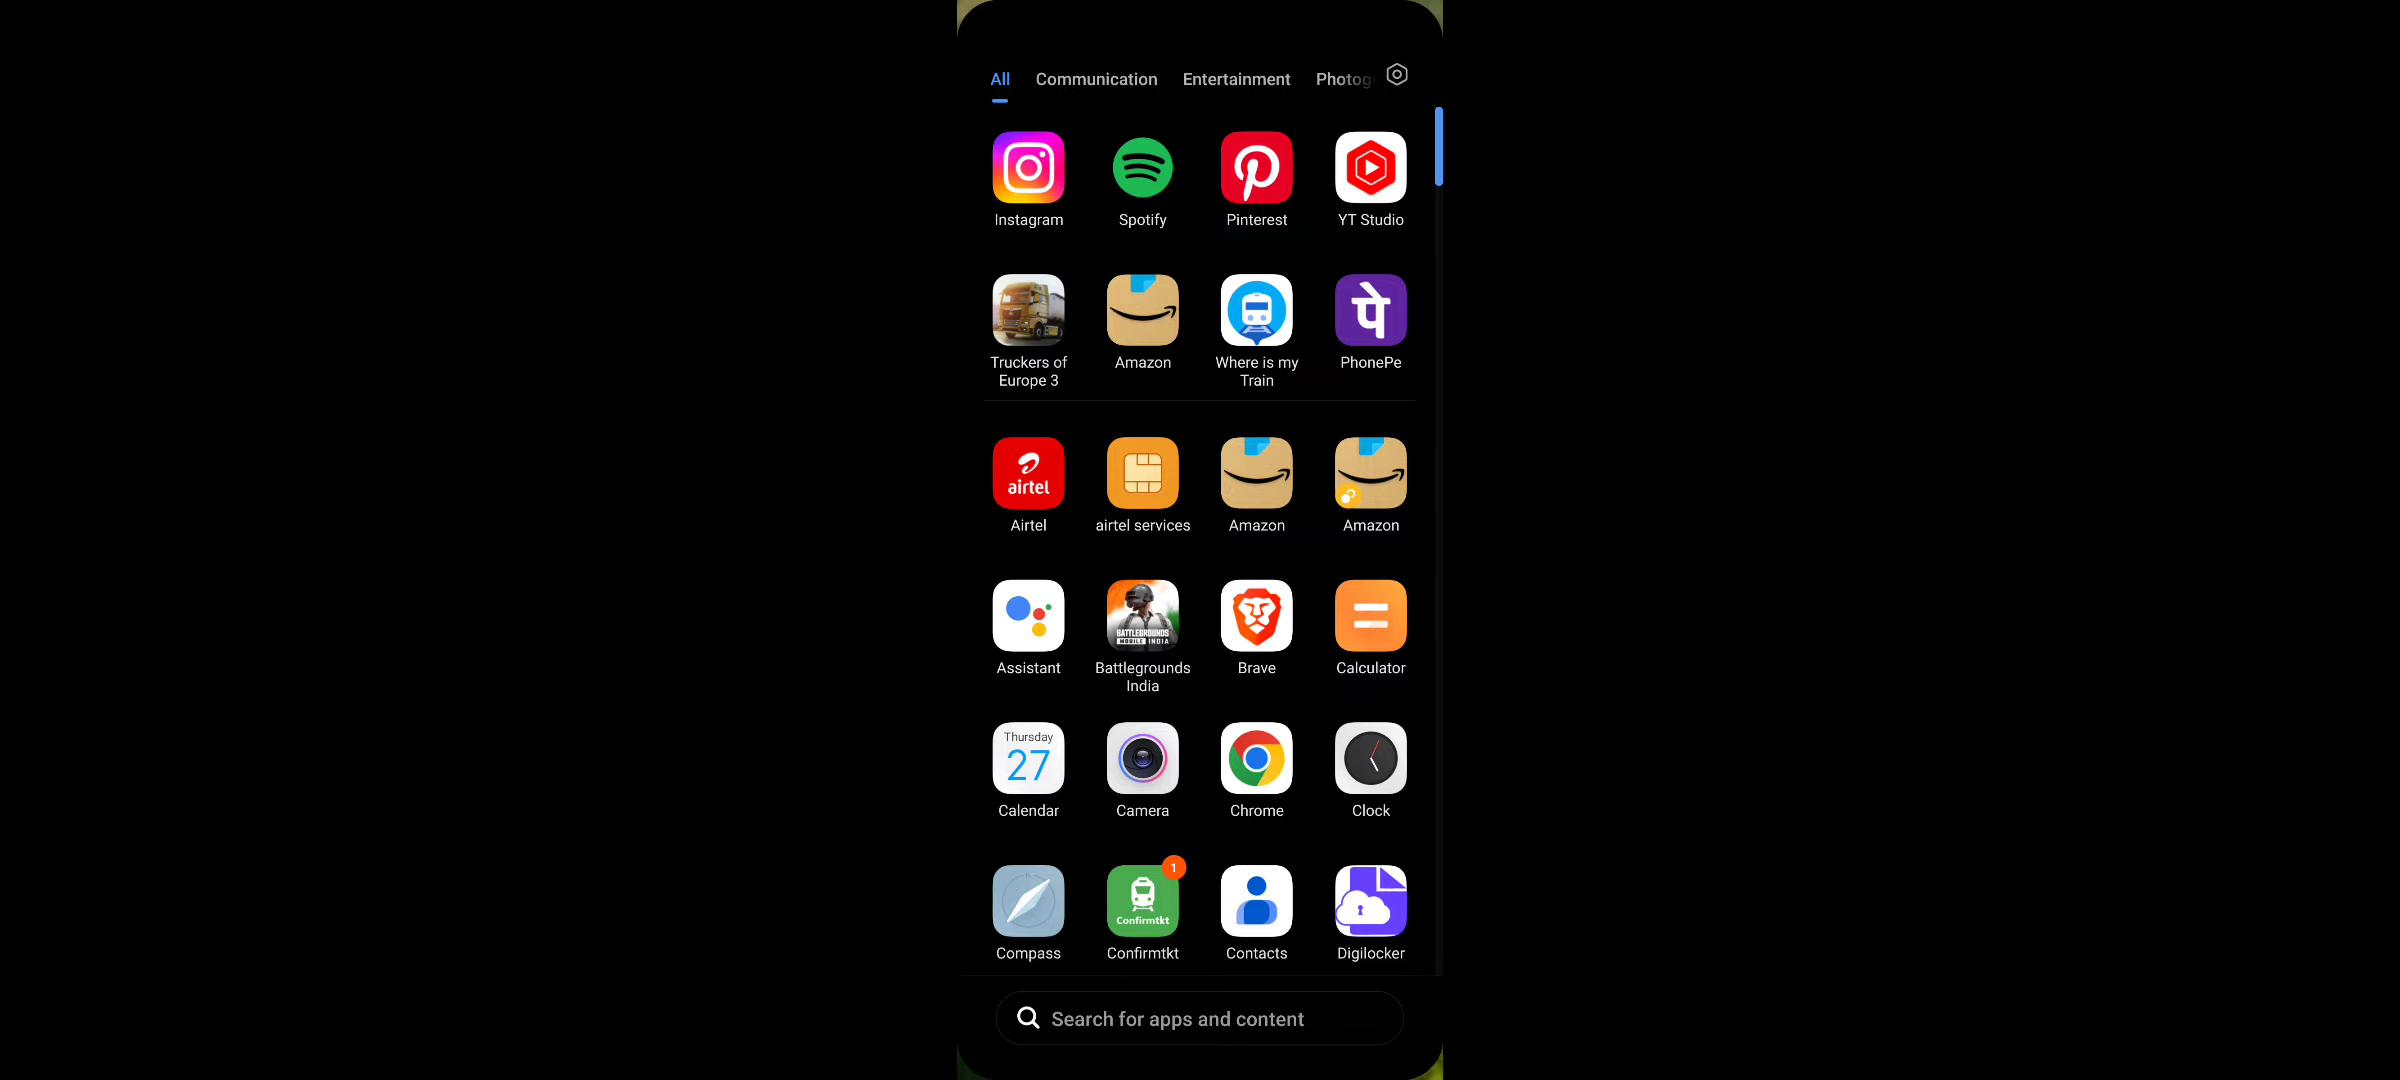 All Communication Entertainment Photog
Instagram Spotify Pinterest YT Studio
पे
Truckers of Europe 3
Amazon
Where is my Train
PhonePe
airtel
Airtel airtel services Amazon Amazon
BATTLEGROUNDS
MOBILE INDIA
Assistant
Battlegrounds India
Brave
Calculator
Thursday
27
Calendar Camera Chrome Clock
1
Confirmtkt
Compass Confirmtkt Contacts Digilocker
Search for apps and content